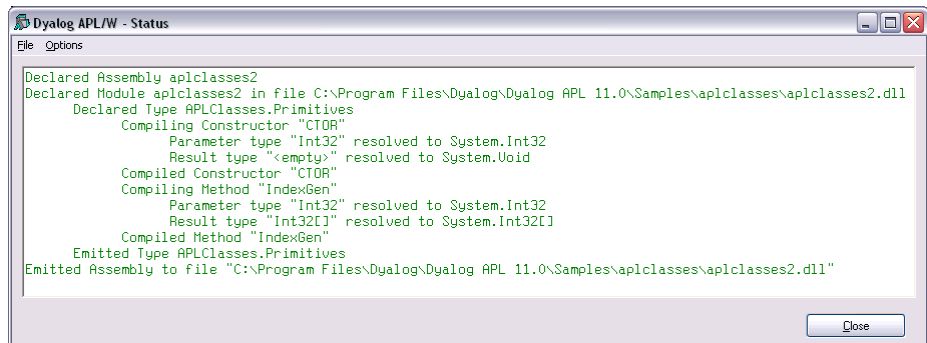 Dyalog APL/W - Status
File Options
Declared Assembly aplclasses2
Declared Module aplclasses2 in file C:\Program Files\Dyalog\Dyalog APL 11.0\Samples\aplclasses\aplclasses2.dll
Declared Type APLClasses.Primitives
Compiling Constructor "CTOR"
Parameter type "Int32" resolved to System.Int32
Result type "<empty>" resolved to System.Void
Compiled Constructor "CTOR"
Compiling Method "IndexGen"
Parameter type "Int32" resolved to System.Int32
Result type "Int32[]" resolved to System.Int32[]
Compiled Method "IndexGen"
Emitted Type APLClasses.Primitives
Emitted Assembly to file "C:\Program Files\Dyalog\Dyalog APL 11.0\Samples\aplclasses\aplclasses2.dll"
Close